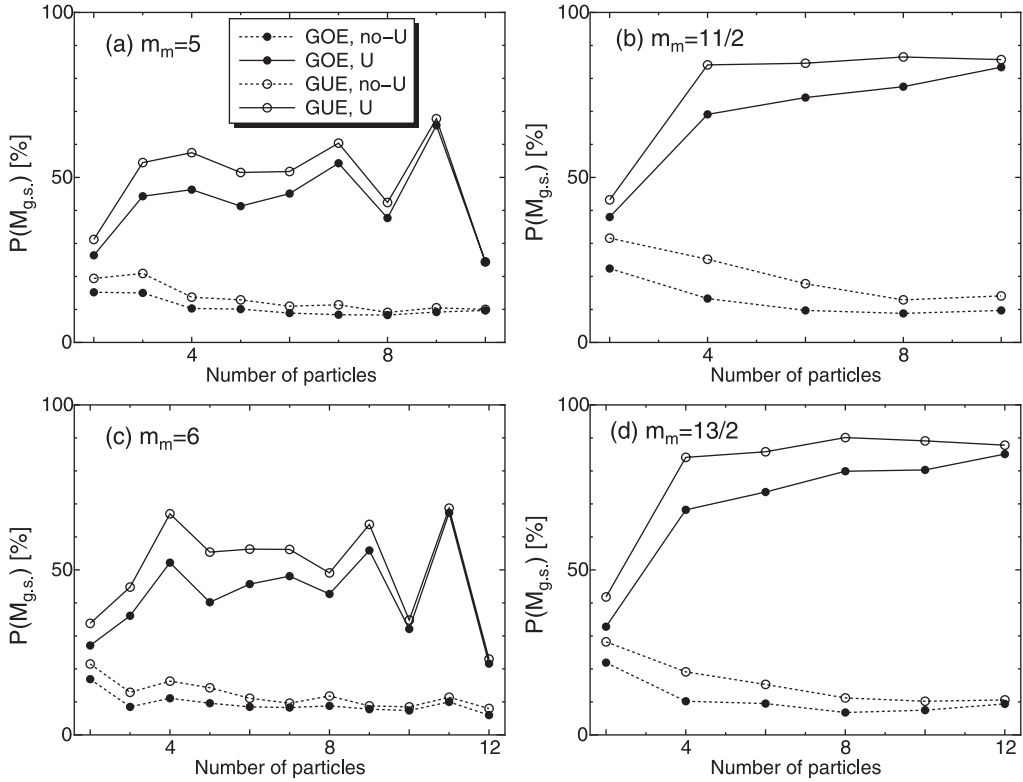 100
50
0
P(M_g.s.) [%]
(a) m_m=5
GOE, no-U
GOE, U
GUE, no-U
GUE, U
4 8
Number of particles
100
50
0
P(M_g.s.) [%]
(b) m_m=11/2
4 8
Number of particles
100
50
0
P(M_g.s.) [%]
(c) m_m=6
4 8 12
Number of particles
100
50
0
P(M_g.s.) [%]
(d) m_m=13/2
4 8 12
Number of particles